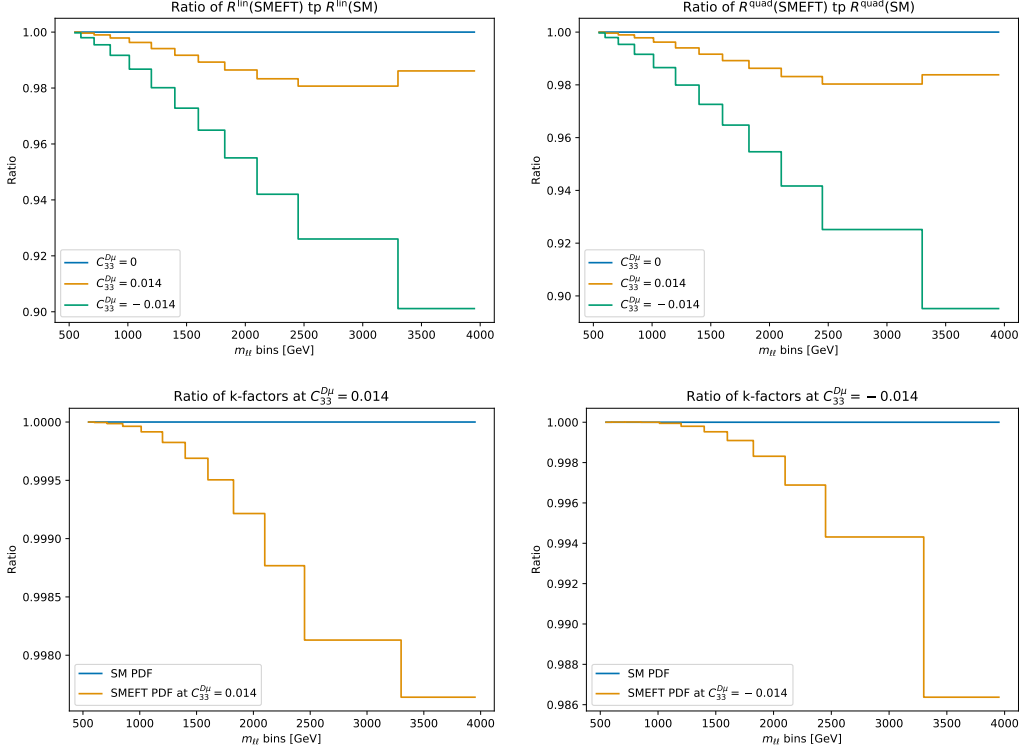 Ratio of R^lin(SMEFT) tp R^lin(SM)
Ratio
1.00
0.98
0.96
0.94
0.92
0.90
C_33^Dμ = 0
C_33^Dμ = 0.014
C_33^Dμ = − 0.014
500 1000 1500 2000 2500 3000 3500 4000
m_ℓℓ bins [GeV]
Ratio of R^quad(SMEFT) tp R^quad(SM)
Ratio
1.00
0.98
0.96
0.94
0.92
0.90
C_33^Dμ = 0
C_33^Dμ = 0.014
C_33^Dμ = − 0.014
500 1000 1500 2000 2500 3000 3500 4000
m_ℓℓ bins [GeV]
Ratio of k-factors at C_33^Dμ = 0.014
Ratio
1.0000
0.9995
0.9990
0.9985
0.9980
SM PDF
SMEFT PDF at C_33^Dμ = 0.014
500 1000 1500 2000 2500 3000 3500 4000
m_ℓℓ bins [GeV]
Ratio of k-factors at C_33^Dμ = − 0.014
Ratio
1.000
0.998
0.996
0.994
0.992
0.990
0.988
0.986
SM PDF
SMEFT PDF at C_33^Dμ = − 0.014
500 1000 1500 2000 2500 3000 3500 4000
m_ℓℓ bins [GeV]